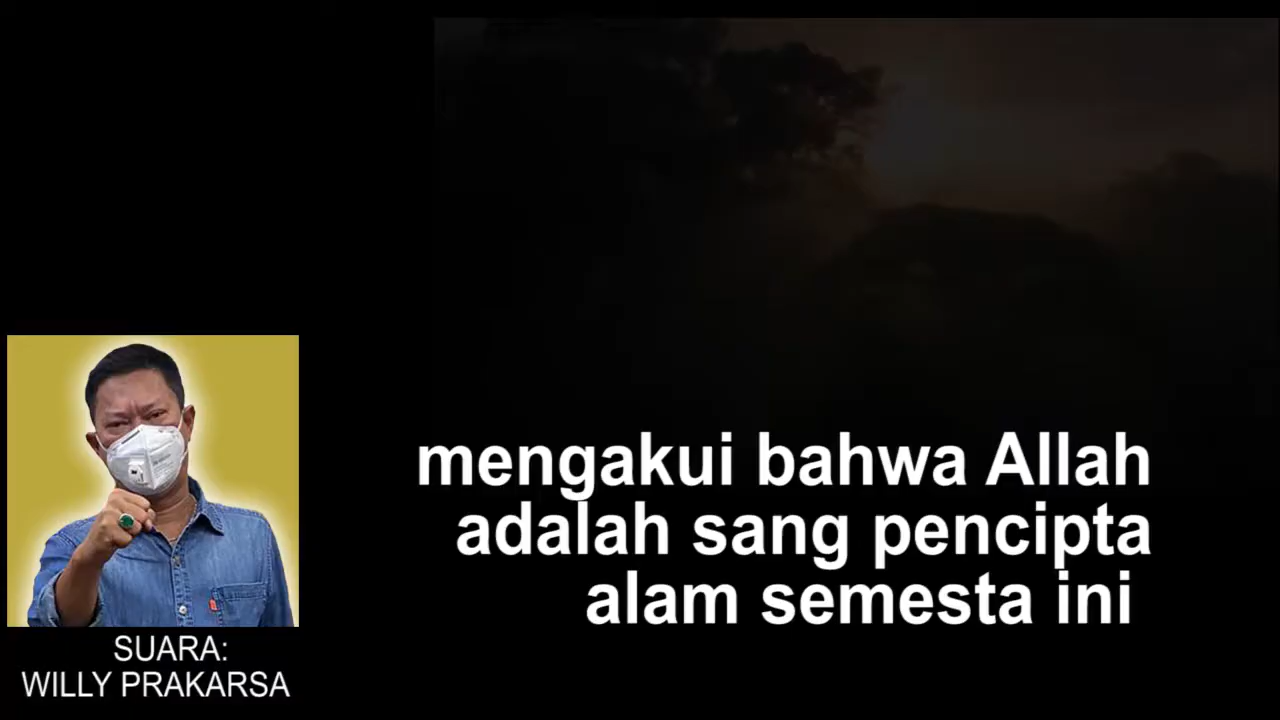 mengakui bahwa Allah
adalah sang pencipta
alam semesta ini
SUARA:
WILLY PRAKARSA